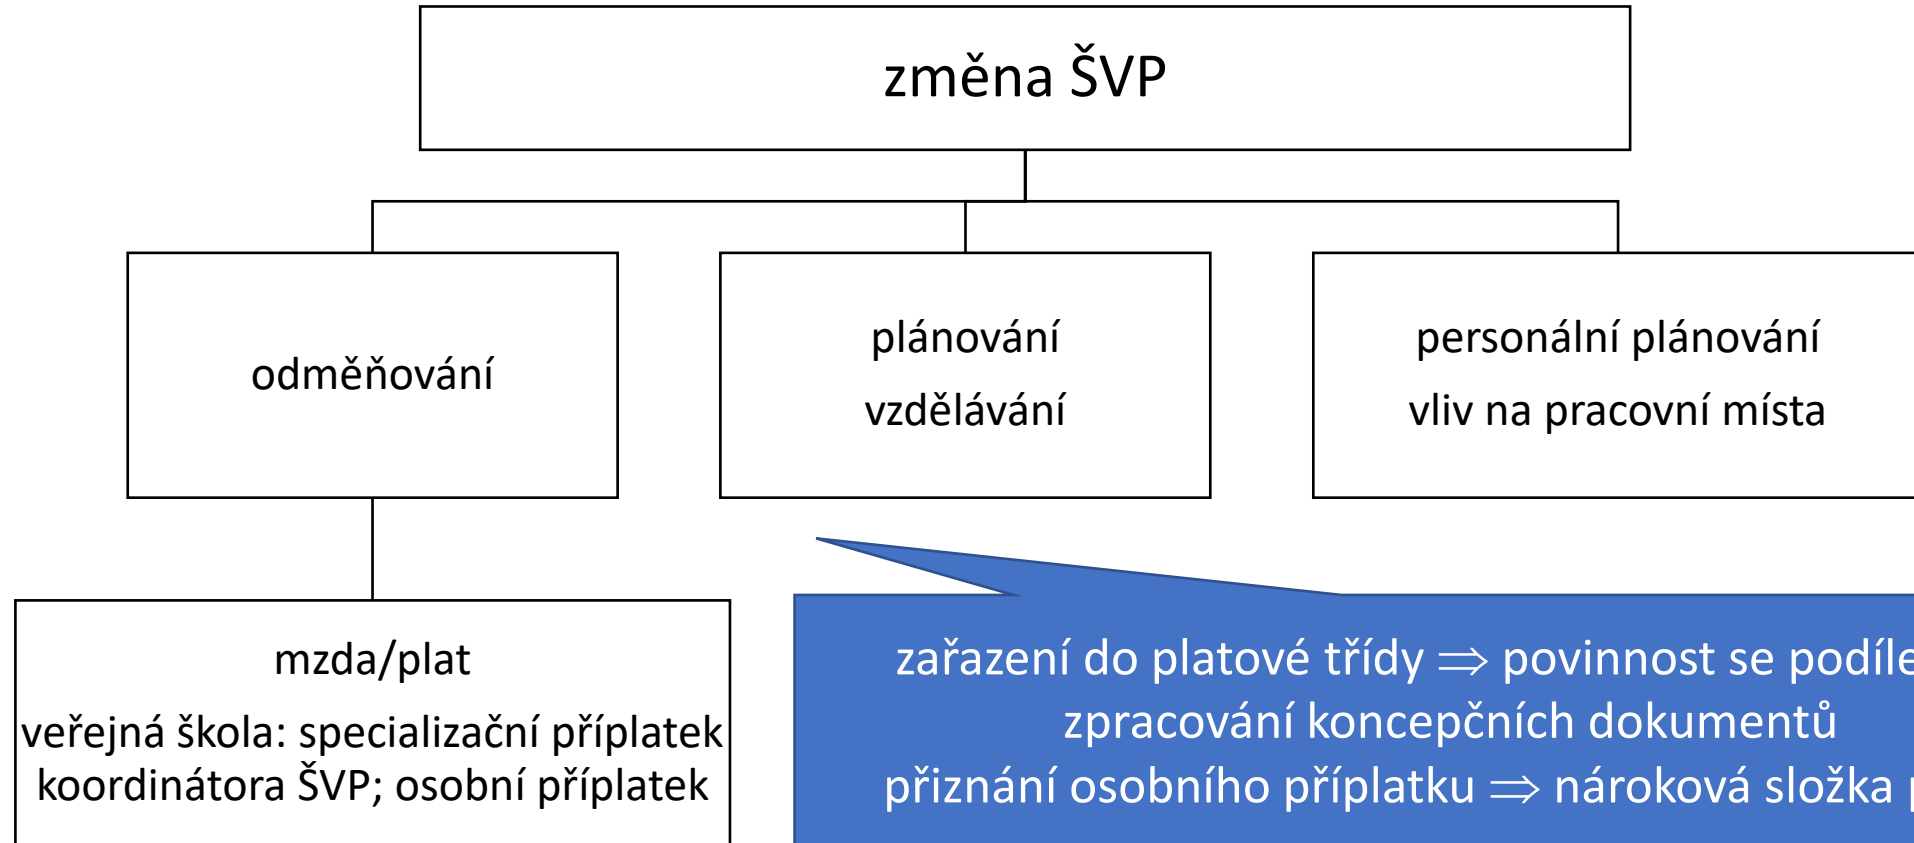 změna ŠVP
odměňování
plánování
vzdělávání
personální plánování
vliv na pracovní místa
mzda/plat
veřejná škola: specializační příplatek
koordinátora ŠVP; osobní příplatek
zařazení do platové třídy ⇒ povinnost se
zpracování koncepčních dokumentů
přiznání osobního příplatku ⇒ nároková složka